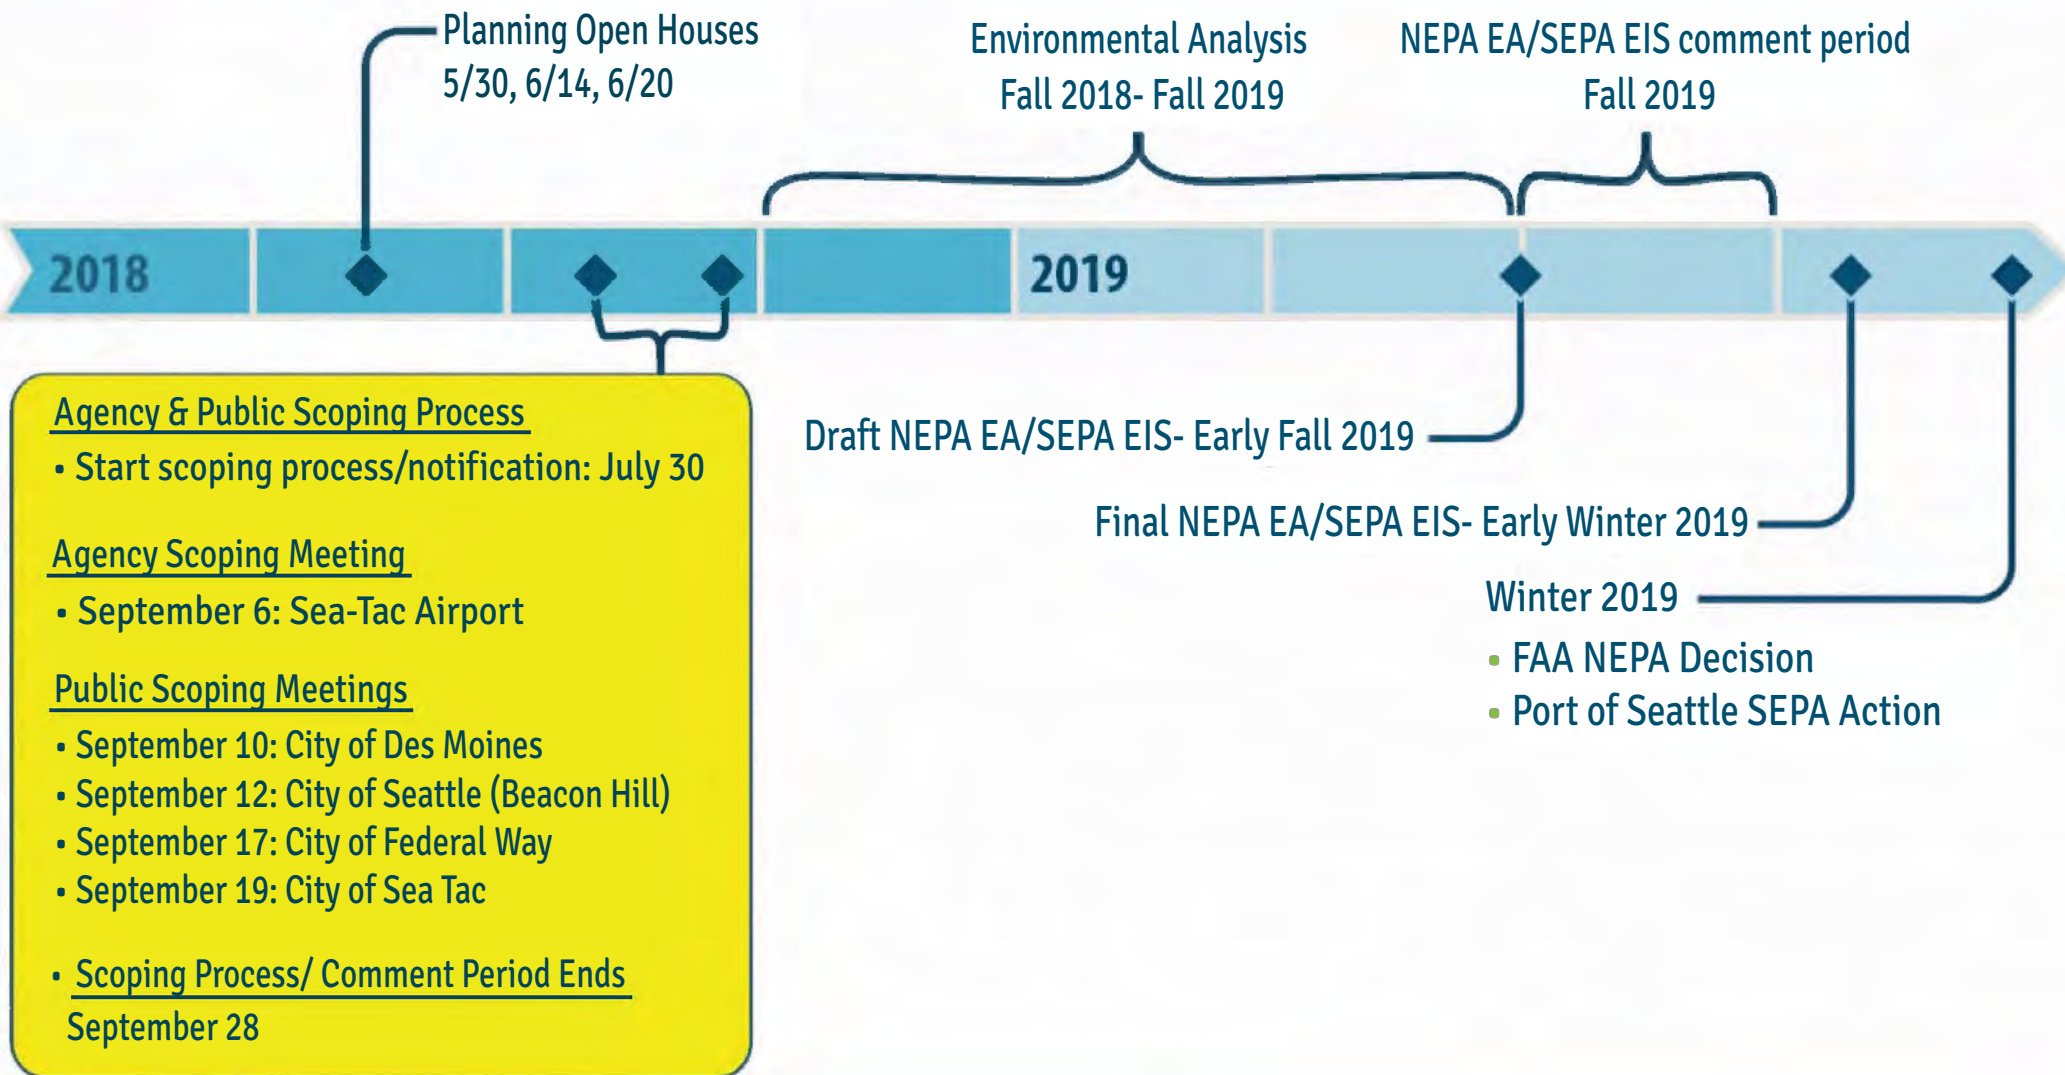 Planning Open Houses
5/30, 6/14, 6/20
Environmental Analysis
Fall 2018- Fall 2019
NEPA EA/SEPA EIS comment period
Fall 2019
2018
2019
Agency & Public Scoping Process
• Start scoping process/notification: July 30
Agency Scoping Meeting
• September 6: Sea-Tac Airport
Public Scoping Meetings
• September 10: City of Des Moines
• September 12: City of Seattle (Beacon Hill)
• September 17: City of Federal Way
• September 19: City of Sea Tac
• Scoping Process/ Comment Period Ends
September 28
Draft NEPA EA/SEPA EIS- Early Fall 2019
Final NEPA EA/SEPA EIS- Early Winter 2019
Winter 2019
• FAA NEPA Decision
• Port of Seattle SEPA Action